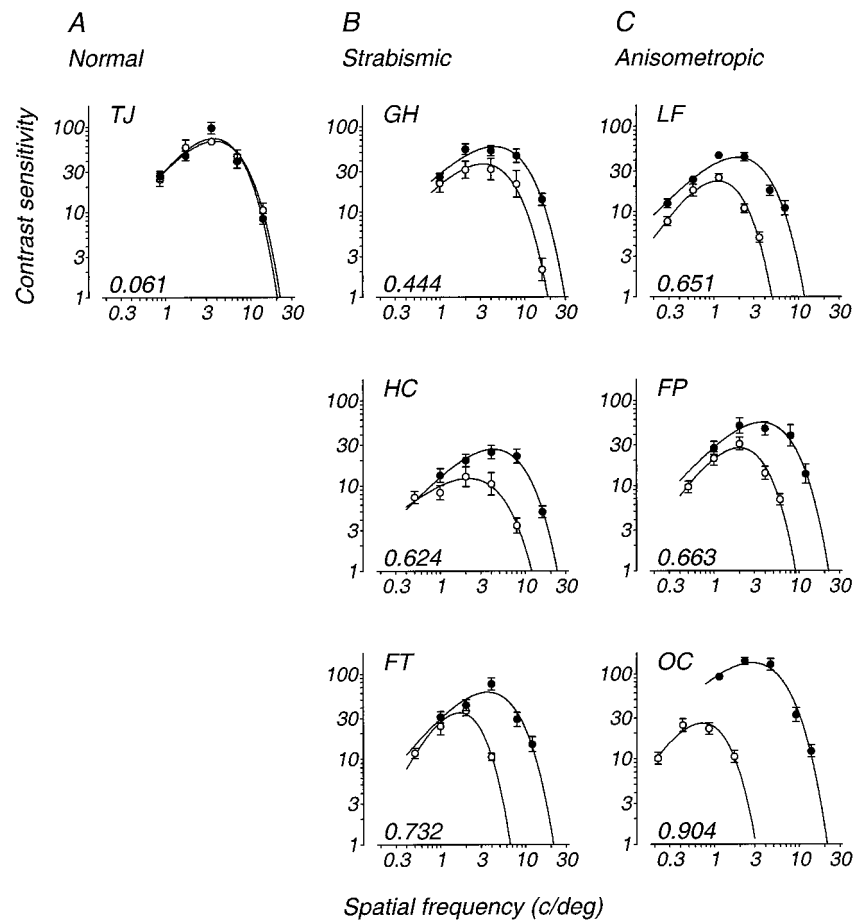 A B C
Normal Strabismic Anisometropic
Contrast sensitivity
TJ
100
30
10
3
1
0.061
0.3 1 3 10 30
GH
100
30
10
3
1
0.444
0.3 1 3 10 30
LF
100
30
10
3
1
0.651
0.3 1 3 10 30
HC
100
30
10
3
1
0.624
0.3 1 3 10 30
FP
100
30
10
3
1
0.663
0.3 1 3 10 30
FT
100
30
10
3
1
0.732
0.3 1 3 10 30
OC
100
30
10
3
1
0.904
0.3 1 3 10 30
Spatial frequency (c/deg)